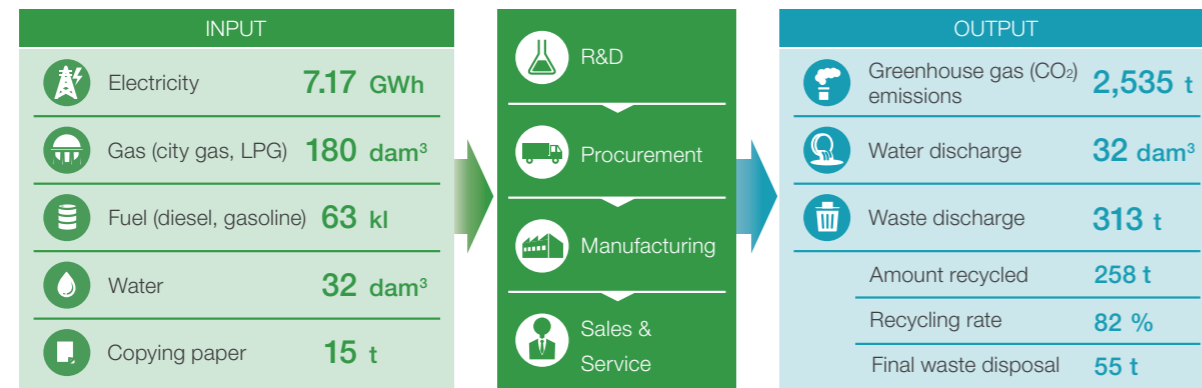 INPUT
Electricity 7.17 GWh
Gas (city gas, LPG) 180 dam³
Fuel (diesel, gasoline) 63 kl
Water 32 dam³
Copying paper 15 t
R&D
Procurement
Manufacturing
Sales &
Service
OUTPUT
Greenhouse gas (CO₂)
emissions 2,535 t
Water discharge 32 dam³
Waste discharge 313 t
Amount recycled 258 t
Recycling rate 82 %
Final waste disposal 55 t